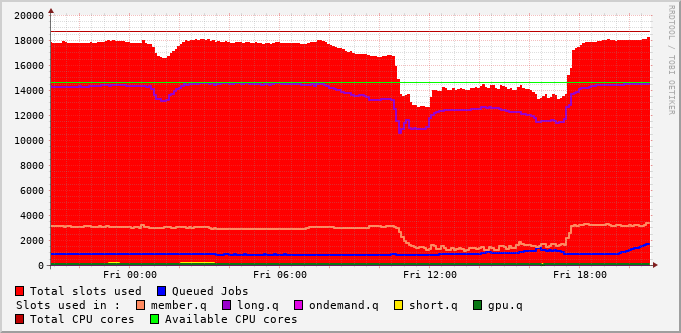 20000
18000
16000
14000
12000
10000
8000
6000
4000
2000
0
Fri 00:00 Fri 06:00 Fri 12:00 Fri 18:00
RRDTOOL / TOBI OETIKER
Total slots used Queued Jobs
Slots used in : member.q long.q ondemand.q short.q gpu.q
Total CPU cores Available CPU cores